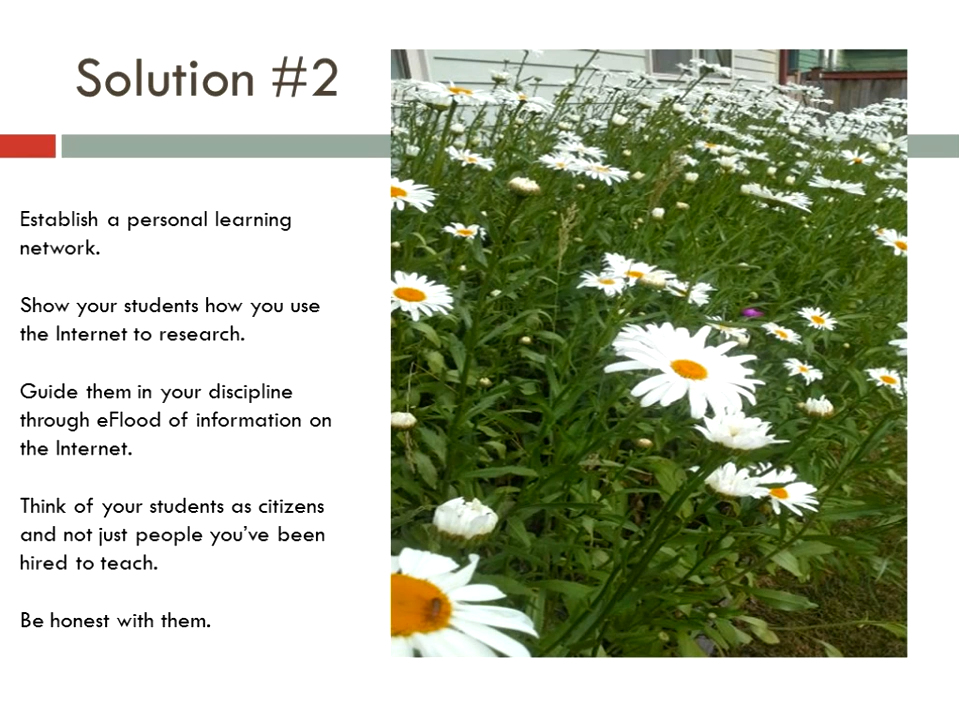 Solution #2
Establish a personal learning
network.
Show your students how you use
the Internet to research.
Guide them in your discipline
through eFlood of information on
the Internet.
Think of your students as citizens
and not just people you’ve been
hired to teach.
Be honest with them.